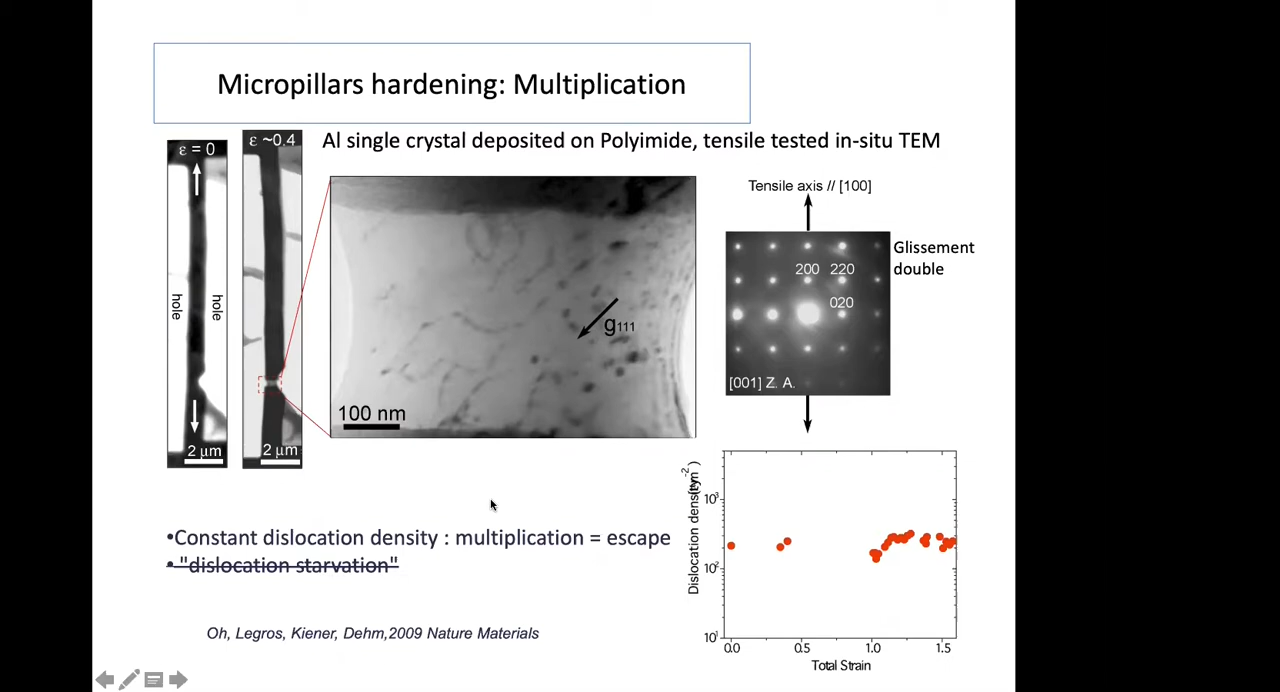 Micropillars hardening: Multiplication
Al single crystal deposited on Polyimide, tensile tested in-situ TEM
ε = 0
ε ~0.4
hole
hole
2 μm
2 μm
g111
100 nm
Tensile axis // [100]
Glissement
double
200 220
020
[001] Z. A.
•Constant dislocation density : multiplication = escape
• "dislocation starvation"
Oh, Legros, Kiener, Dehm,2009 Nature Materials
Dislocation density
10³
10²
10¹
0.0 0.5 1.0 1.5
Total Strain